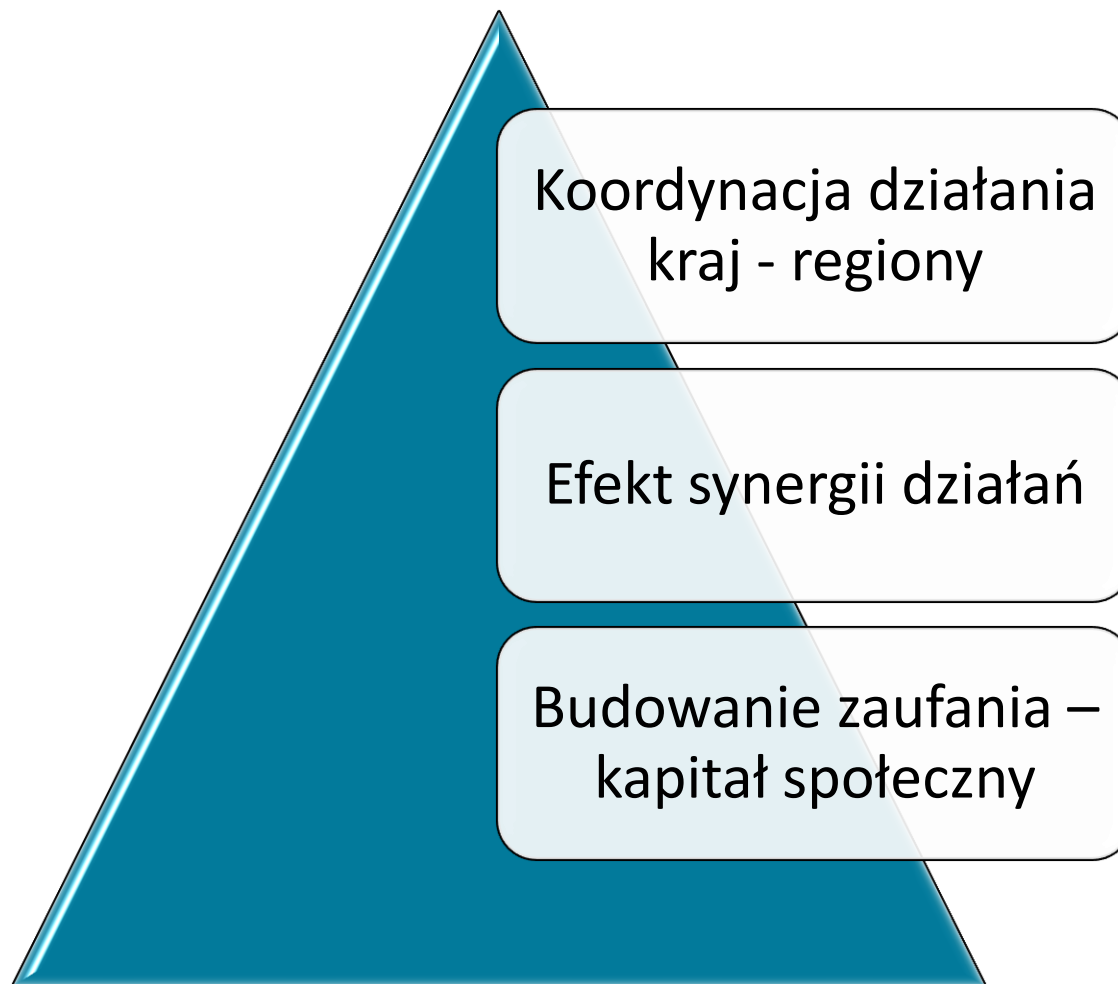 Koordynacja działania
kraj - regiony
Efekt synergii działań
Budowanie zaufania –
kapitał społeczny